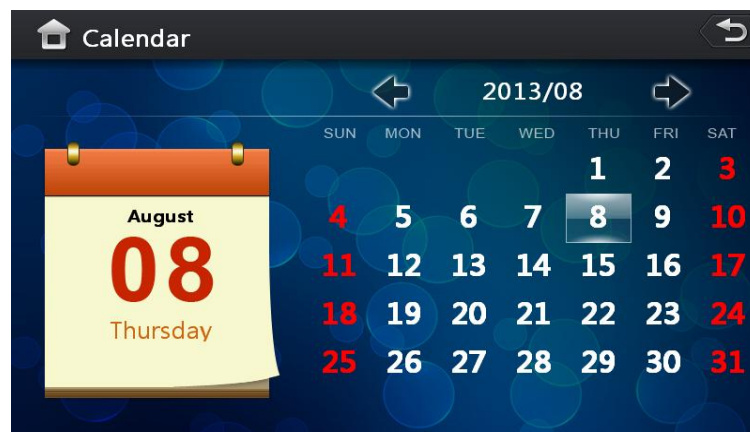 Calendar
2013/08
SUN MON TUE WED THU FRI SAT
1 2 3
4 5 6 7 8 9 10
11 12 13 14 15 16 17
18 19 20 21 22 23 24
25 26 27 28 29 30 31
August
08
Thursday